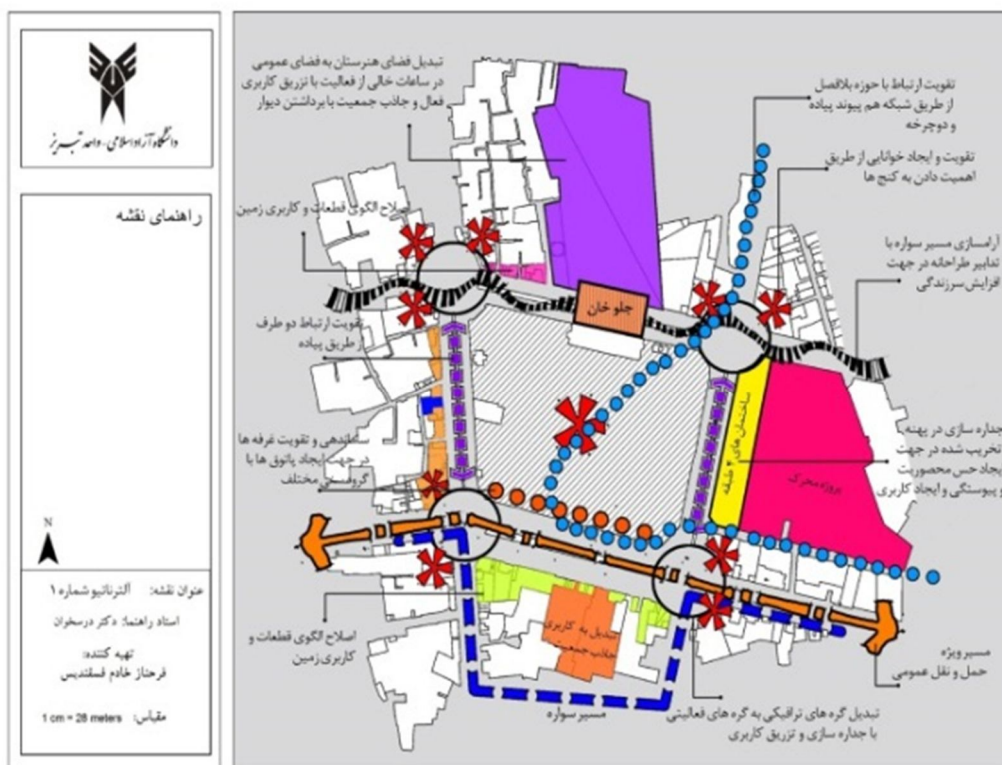 دانشگاه آزاد اسلامی - واحد تبریز
راهنمای نقشه
N
عنوان نقشه: آلترناتیو شماره ۱
استاد راهنما: دکتر درسخوان
تهیه کننده:
فرحناز خادم قسقندیس
مقیاس: 1 cm = 28 meters
تبدیل فضای هنرستان به فضای عمومی
در ساعات خالی از فعالیت با تزریق کاربری
فعال و جاذب جمعیت با برداشتن دیوار
اصلاح الگوی قطعات و کاربری زمین
تقویت ارتباط دو طرف
از طریق پیاده
ساماندهی و تقویت غرفه ها
در جهت ایجاد پاتوق ها با
مختلف
اصلاح الگوی قطعات و
کاربری زمین
تقویت ارتباط با حوزه بلافصل
از طریق شبکه هم پیوند پیاده
و دوچرخه
تقویت و ایجاد خوانایی از طریق
اهمیت دادن به کنج ها
آرامسازی مسیر سواره با
تدابیر طراحانه در جهت
افزایش سرزندگی
جداره سازی در پهنه
تخریب شده در جهت
ایجاد حس محصوریت
و پیوستگی و ایجاد کاربری
مسیر ویژه
حمل و نقل عمومی
تبدیل گره های ترافیکی به گره های فعالیتی
با جداره سازی و تزریق کاربری
جلو خان
ساختمان های ۴ طبقه
پروژه محرک
تبدیل به کاربری
جاذب جمعیت
مسیر سواره